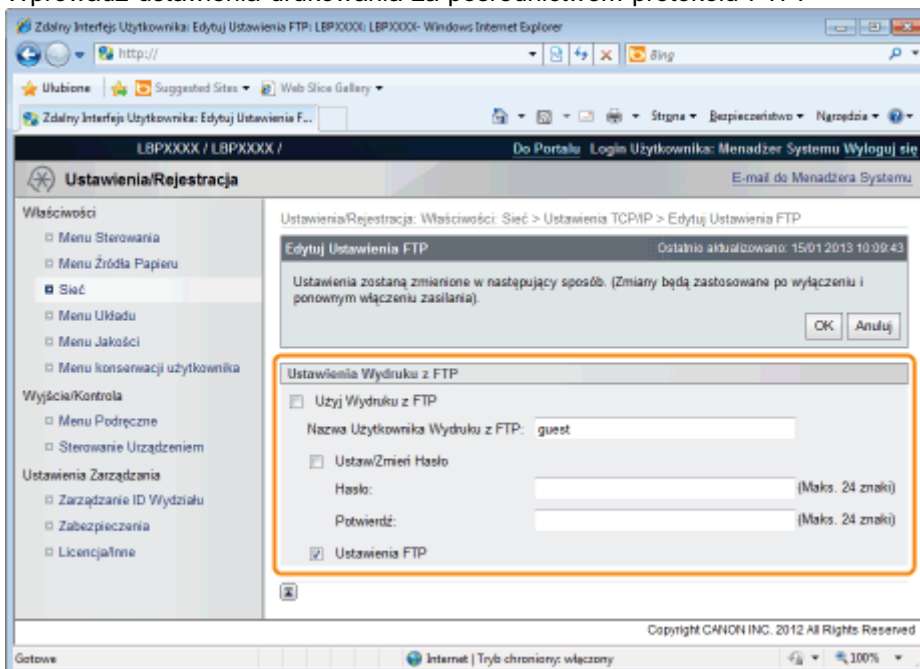 Wprowadź ustawienia drukowania za pośrednictwem protokołu FTP.
Zdalny Interfejs Użytkownika: Edytuj Ustawienia FTP: LBPXXXX: LBPXXXX- Windows Internet Explorer
http://
Bing
Ulubione Suggested Sites Web Slice Gallery
Zdalny Interfejs Użytkownika: Edytuj Ustawienia F...
Strona Bezpieczeństwo Narzędzia
LBPXXXX / LBPXXXX /
Do Portalu Login Użytkownika: Menadżer Systemu Wyloguj się
Ustawienia/Rejestracja
E-mail do Menadżera Systemu
Właściwości
Menu Sterowania
Menu Źródła Papieru
Sieć
Menu Układu
Menu Jakości
Menu konserwacji użytkownika
Wyjście/Kontrola
Menu Podręczne
Sterowanie Urządzeniem
Ustawienia Zarządzania
Zarządzanie ID Wydziału
Zabezpieczenia
Licencja/Inne
Ustawienia/Rejestracja: Właściwości: Sieć > Ustawienia TCP/IP > Edytuj Ustawienia FTP
Edytuj Ustawienia FTP
Ostatnio aktualizowano: 15/01 2013 10:09:43
Ustawienia zostaną zmienione w następujący sposób. (Zmiany będą zastosowane po wyłączeniu i
ponownym włączeniu zasilania).
OK Anuluj
Ustawienia Wydruku z FTP
Użyj Wydruku z FTP
Nazwa Użytkownika Wydruku z FTP: guest
Ustaw/Zmień Hasło
Hasło: (Maks. 24 znaki)
Potwierdź: (Maks. 24 znaki)
Ustawienia FTP
Copyright CANON INC. 2012 All Rights Reserved
Gotowe
Internet | Tryb chroniony: włączony
100%